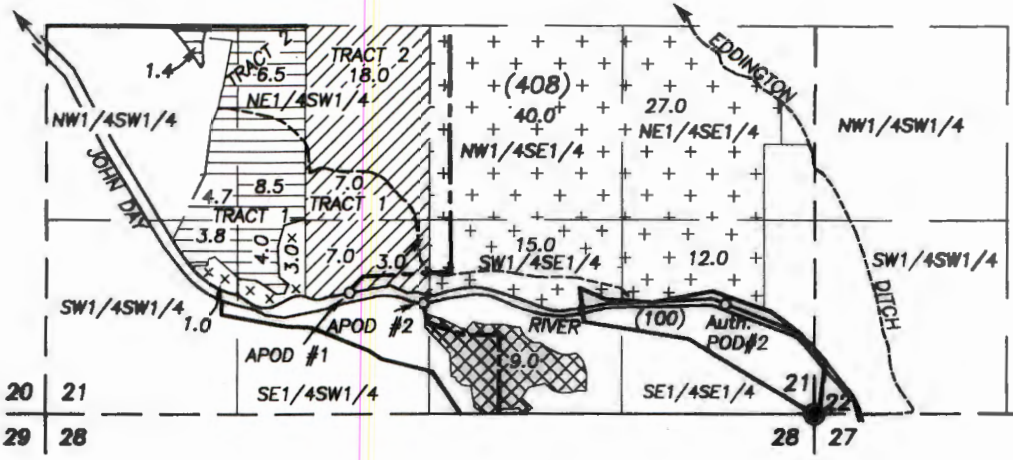 1.4
TRACT 2
6.5
TRACT 2
18.0
NE1/4SW1/4
(408)
40.0
27.0
EDDINGTON
NW1/4SW1/4
NW1/4SE1/4
NE1/4SE1/4
NW1/4SW1/4
JOHN DAY
4.7
8.5
7.0
TRACT 1
TRACT 1
3.8
4.0
3.0
7.0
3.0
15.0
SW1/4SE1/4
12.0
SW1/4SW1/4
SW1/4SW1/4
1.0
APOD #2
RIVER
(100)
Auth.
POD#2
DITCH
APOD #1
9.0
SE1/4SW1/4
SE1/4SE1/4
20 21
29 28
21
22
28 27